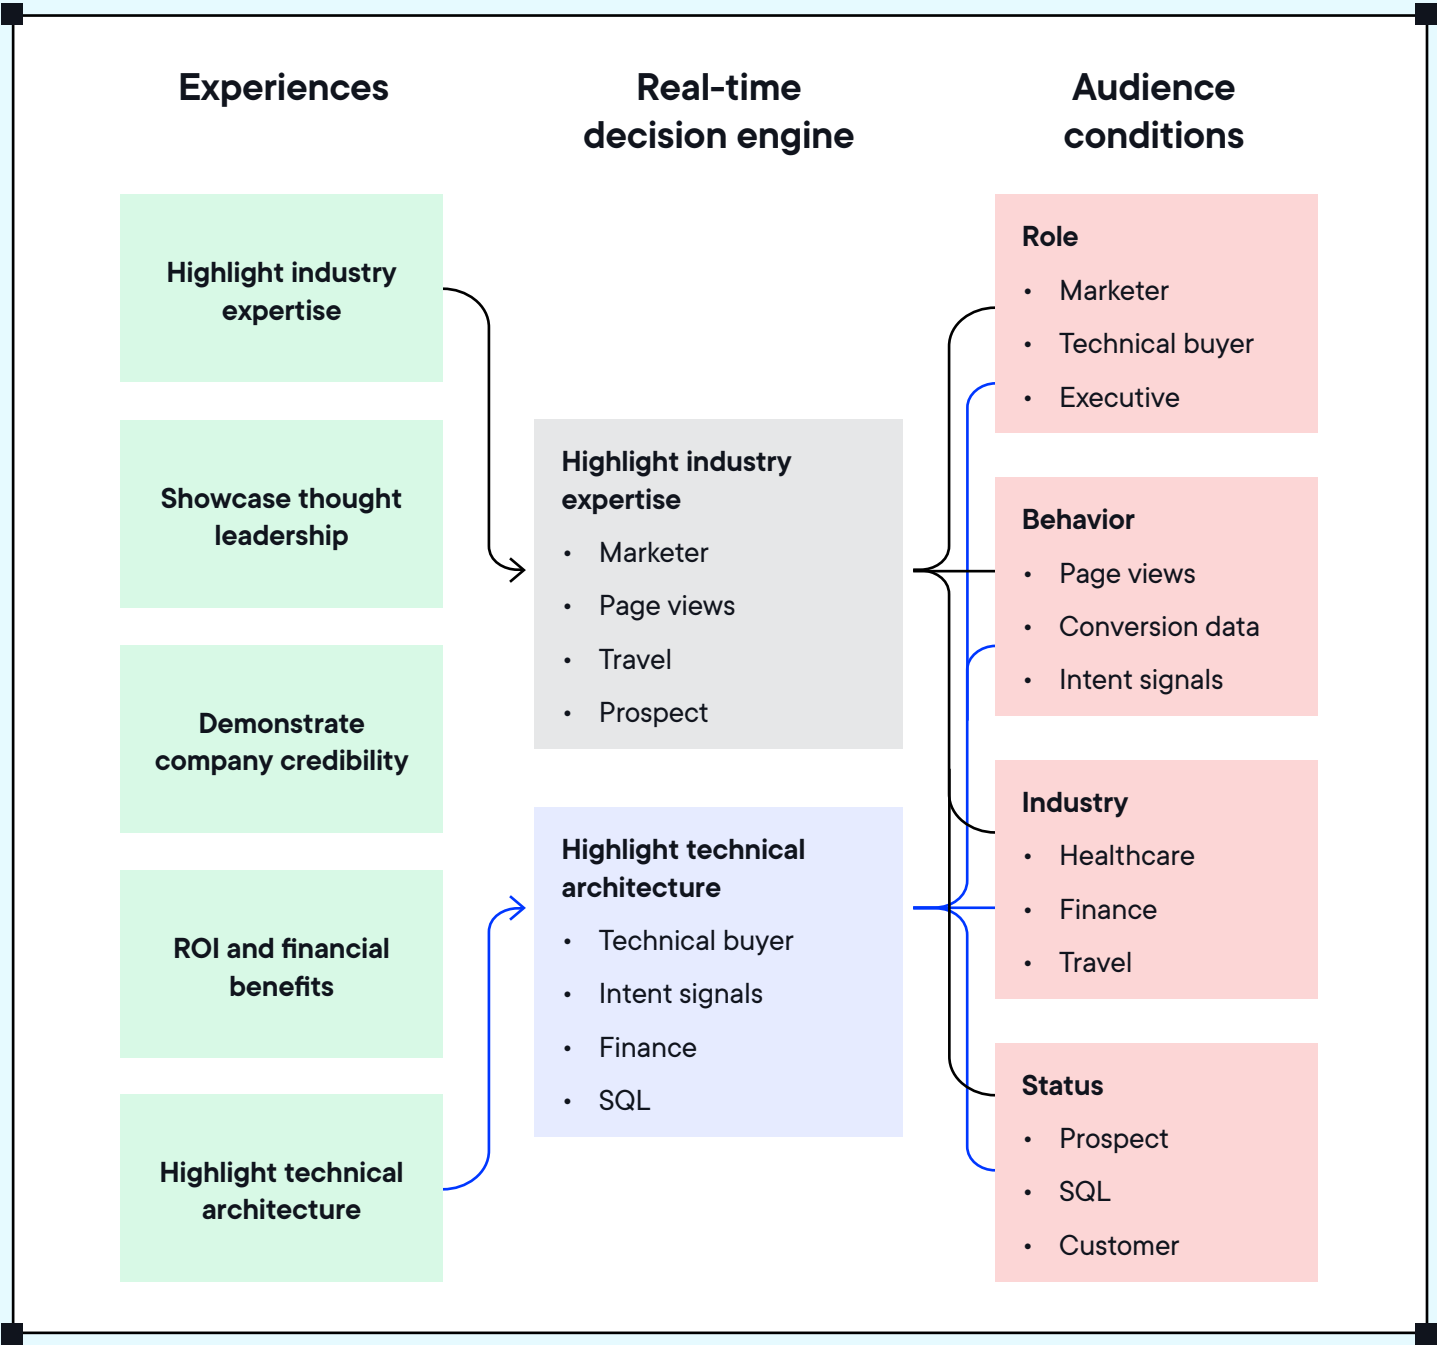 Experiences
Highlight industry
expertise
Showcase thought
leadership
Demonstrate
company credibility
ROI and financial
benefits
Highlight technical
architecture
Real-time
decision engine
Highlight industry
expertise
• Marketer
• Page views
• Travel
• Prospect
Highlight technical
architecture
• Technical buyer
• Intent signals
• Finance
• SQL
Audience
conditions
Role
• Marketer
• Technical buyer
• Executive
Behavior
• Page views
• Conversion data
• Intent signals
Industry
• Healthcare
• Finance
• Travel
Status
• Prospect
• SQL
• Customer